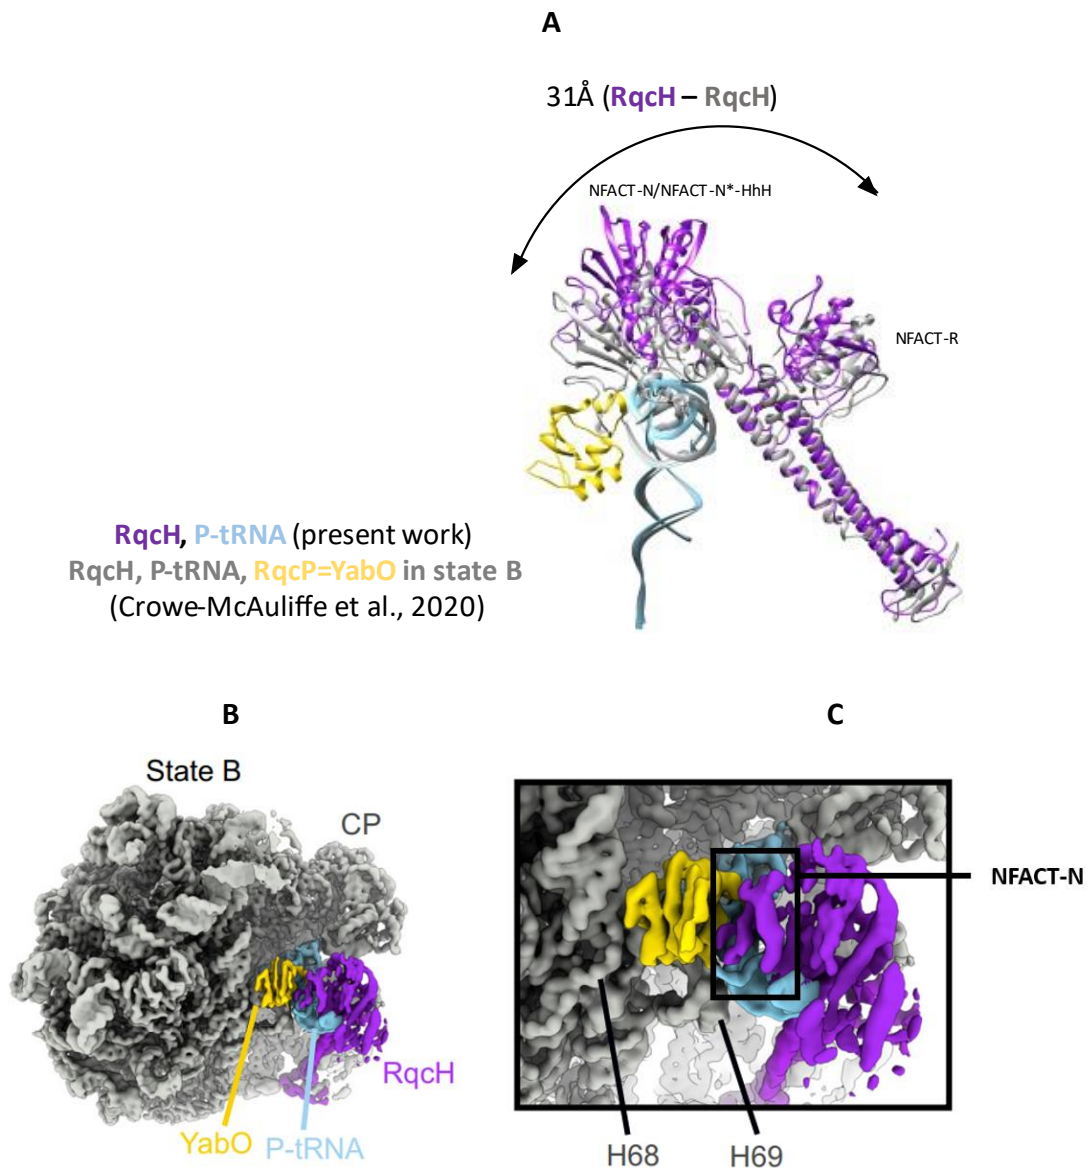 A
31Å (RqcH – RqcH)
NFACT-N/NFACT-N*-HhH
NFACT-R
RqcH, P-tRNA (present work)
RqcH, P-tRNA, RqcP=YabO in state B
(Crowe-McAuliffe et al., 2020)
B
State B
CP
RqcH
YabO
P-tRNA
C
NFACT-N
H68
H69